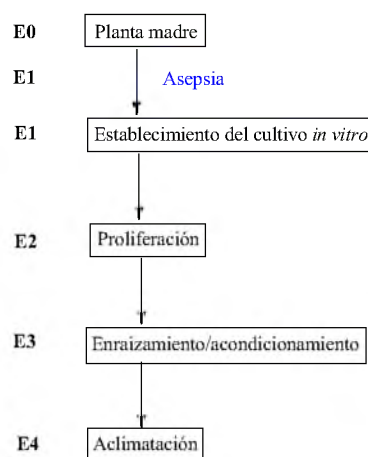 E0 Planta madre
E1 Asepsia
E1 Establecimiento del cultivo in vitro
E2 Proliferación
E3 Enraizamiento/acondicionamiento
E4 Aclimatación